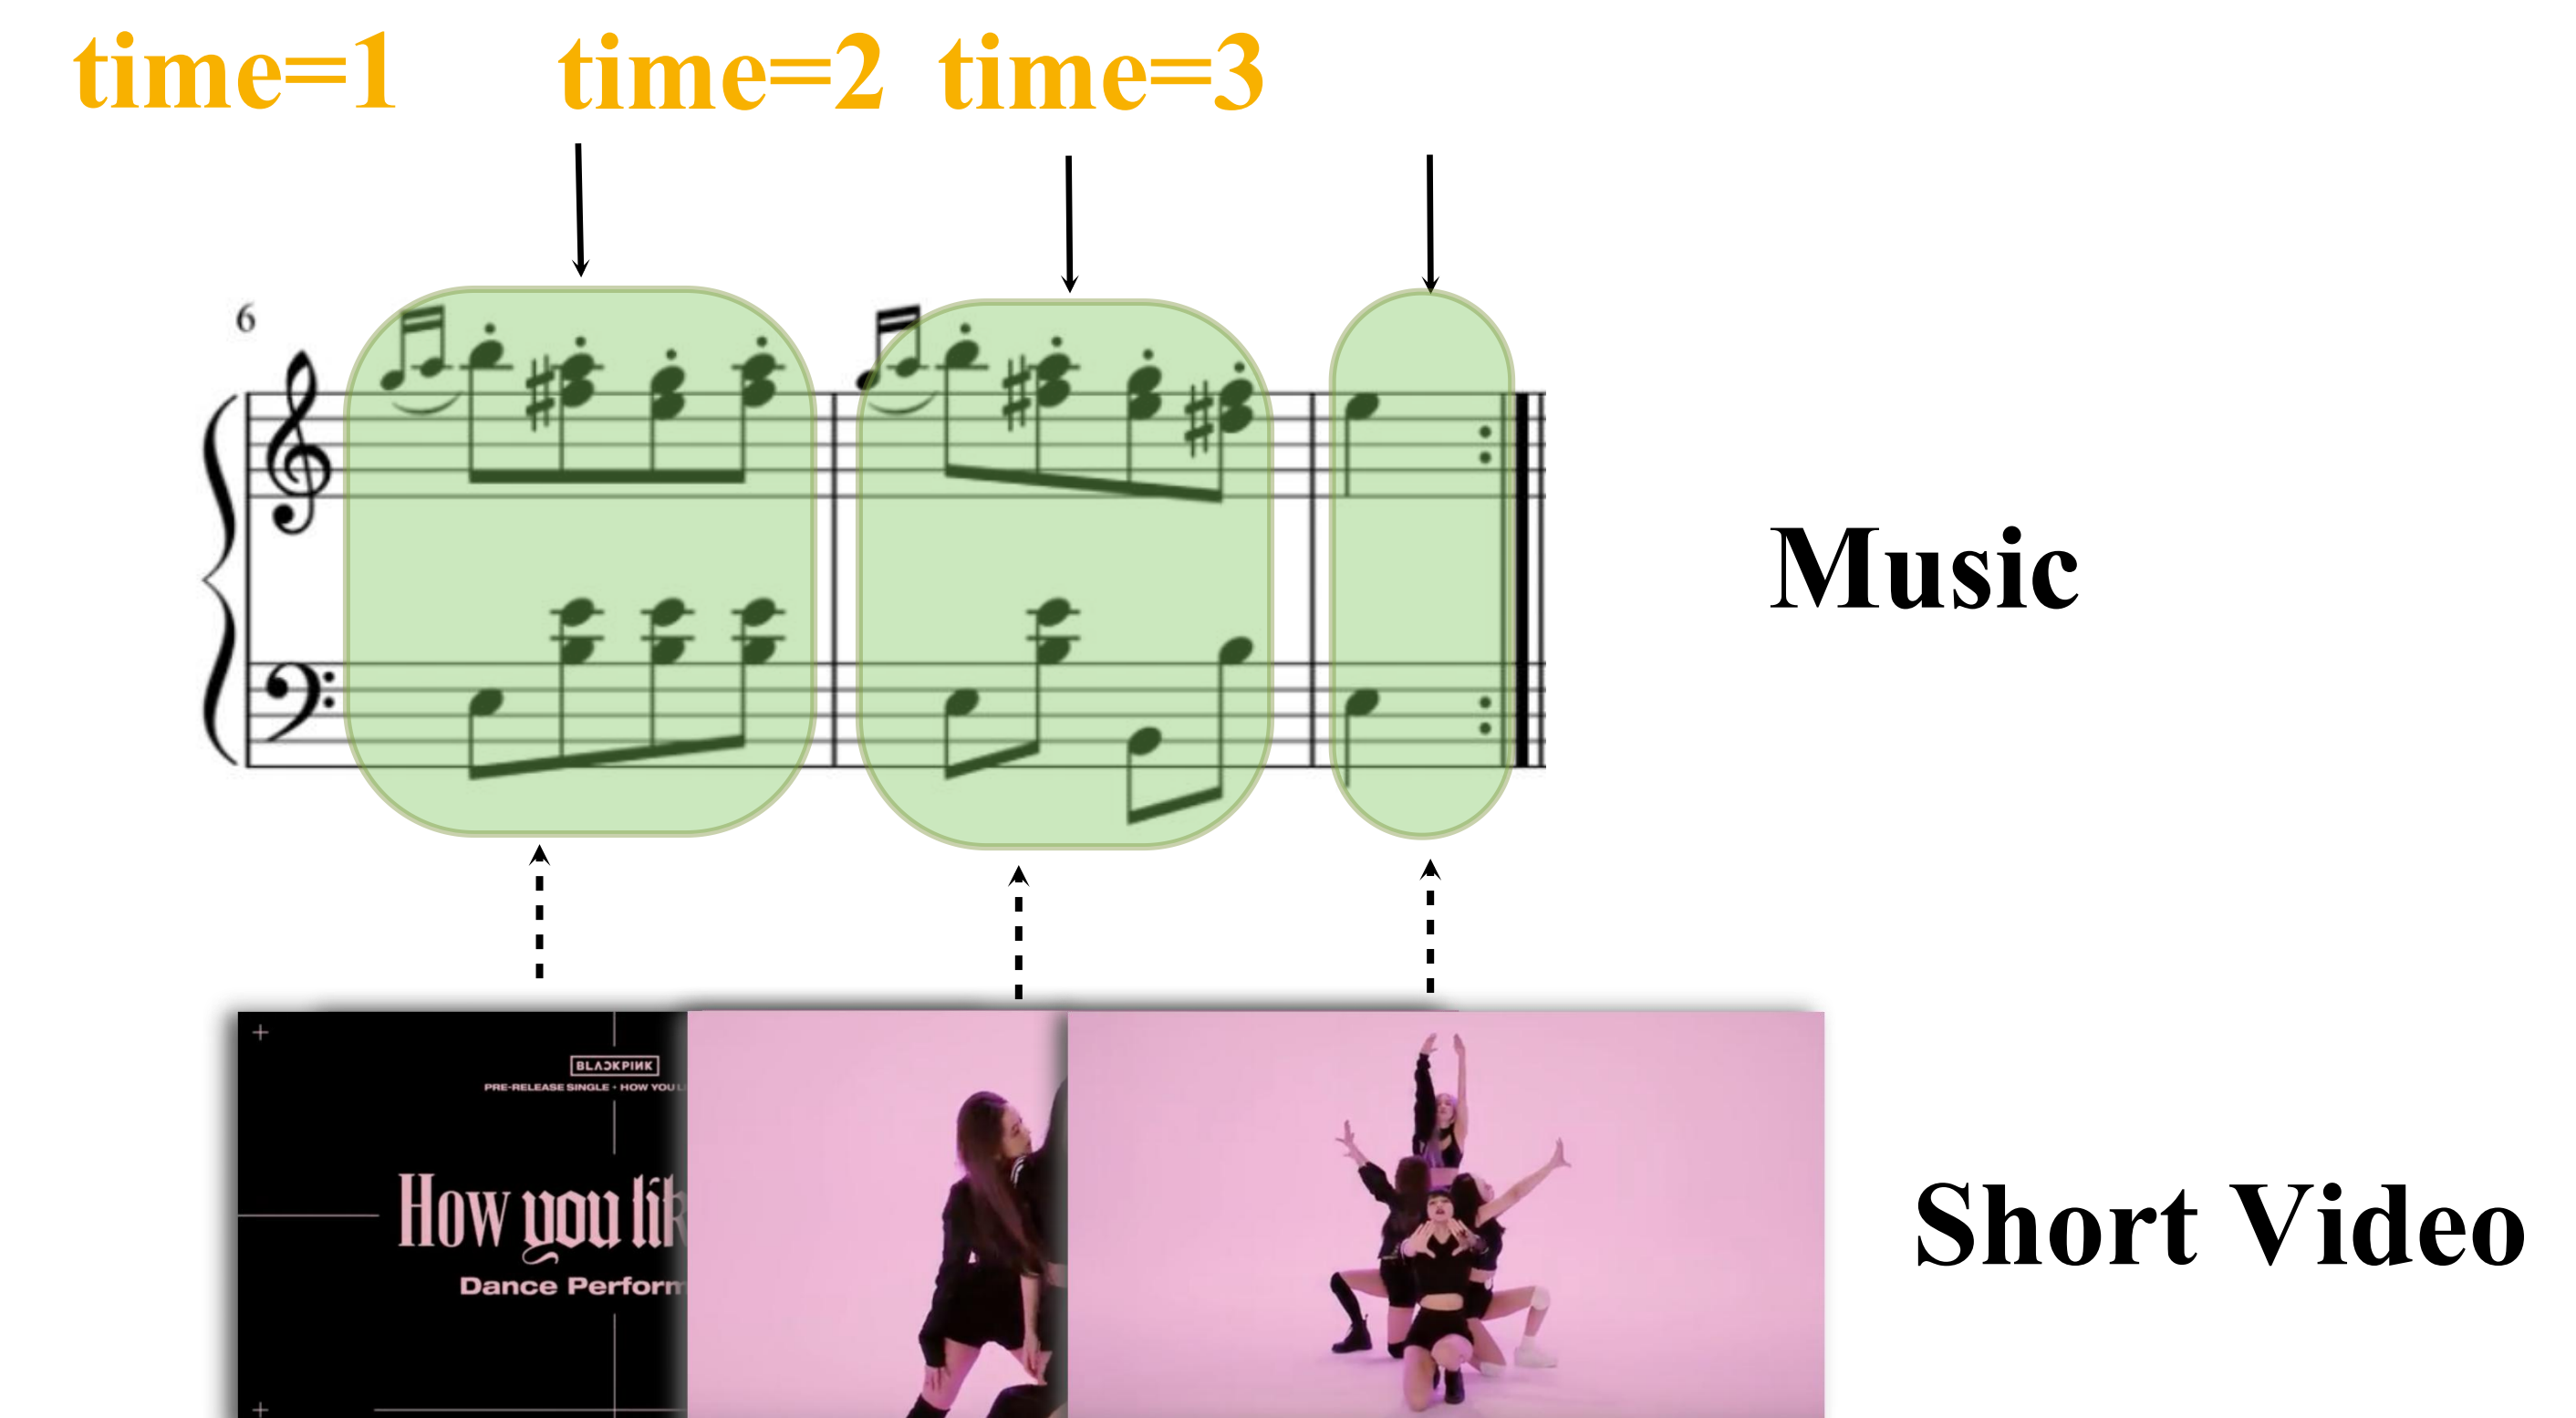 time=1 time=2 time=3
6
Music
BLACKPINK
PRE-RELEASE SINGLE - HOW YOU
How you lik
Dance Perform
Short Video